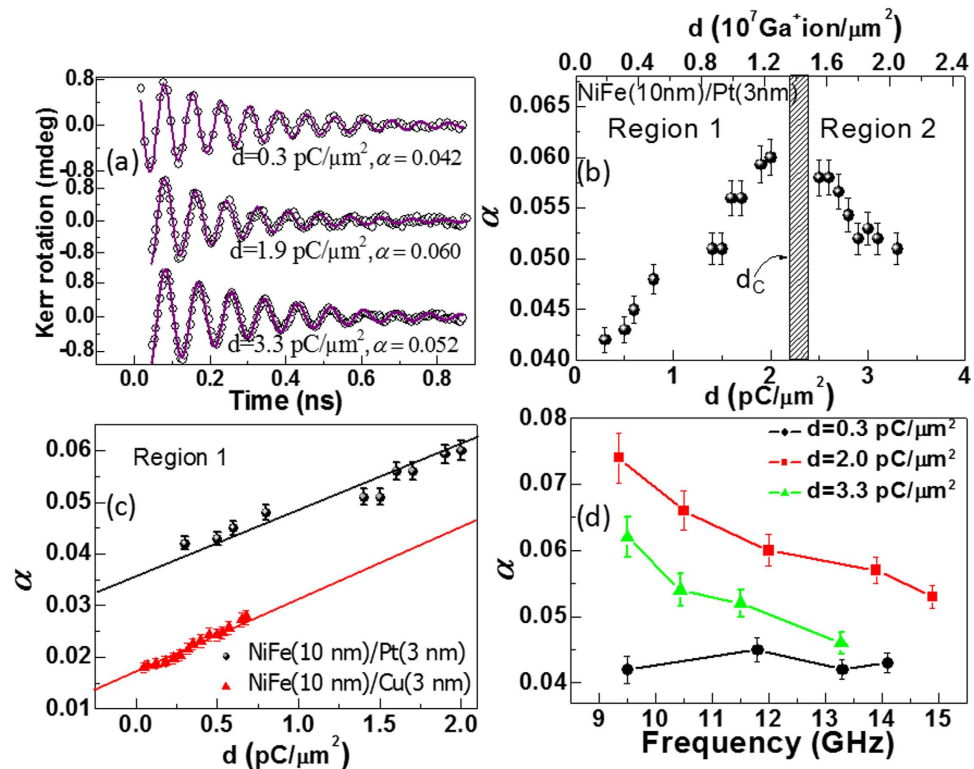 (a)
Kerr rotation (mdeg)
0.8
0.0
-0.8
0.8
0.0
-0.8
0.8
0.0
-0.8
d=0.3 pC/μm², α = 0.042
d=1.9 pC/μm², α = 0.060
d=3.3 pC/μm², α = 0.052
0.0 0.2 0.4 0.6 0.8
Time (ns)
d (10⁷Ga⁺ion/μm²)
0.0 0.4 0.8 1.2 1.6 2.0 2.4
NiFe(10nm)/Pt(3nm)
Region 1
Region 2
(b)
α
0.065
0.060
0.055
0.050
0.045
0.040
d_C
0 1 2 3 4
d (pC/μm²)
Region 1
(c)
α
0.06
0.05
0.04
0.03
0.02
0.01
NiFe(10 nm)/Pt(3 nm)
NiFe(10 nm)/Cu(3 nm)
0.0 0.5 1.0 1.5 2.0
d (pC/μm²)
(d)
α
0.08
0.07
0.06
0.05
0.04
d=0.3 pC/μm²
d=2.0 pC/μm²
d=3.3 pC/μm²
9 10 11 12 13 14 15
Frequency (GHz)